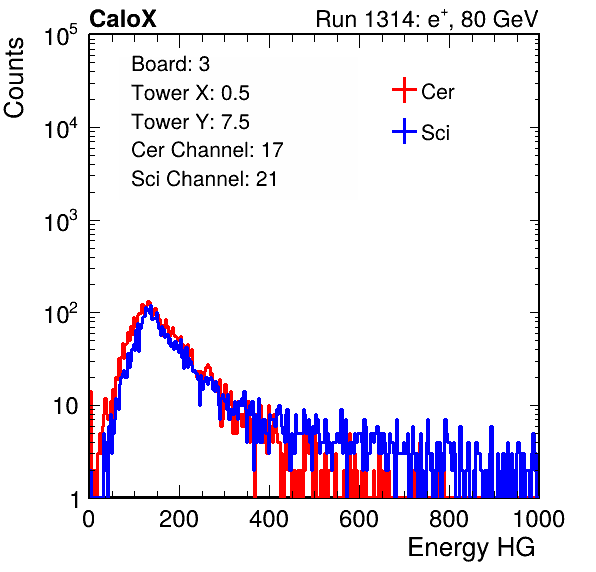 CaloX Run 1314: e⁺, 80 GeV
Counts
Board: 3
Tower X: 0.5
Tower Y: 7.5
Cer Channel: 17
Sci Channel: 21
Cer
Sci
10⁵
10⁴
10³
10²
10
1
0 200 400 600 800 1000
Energy HG